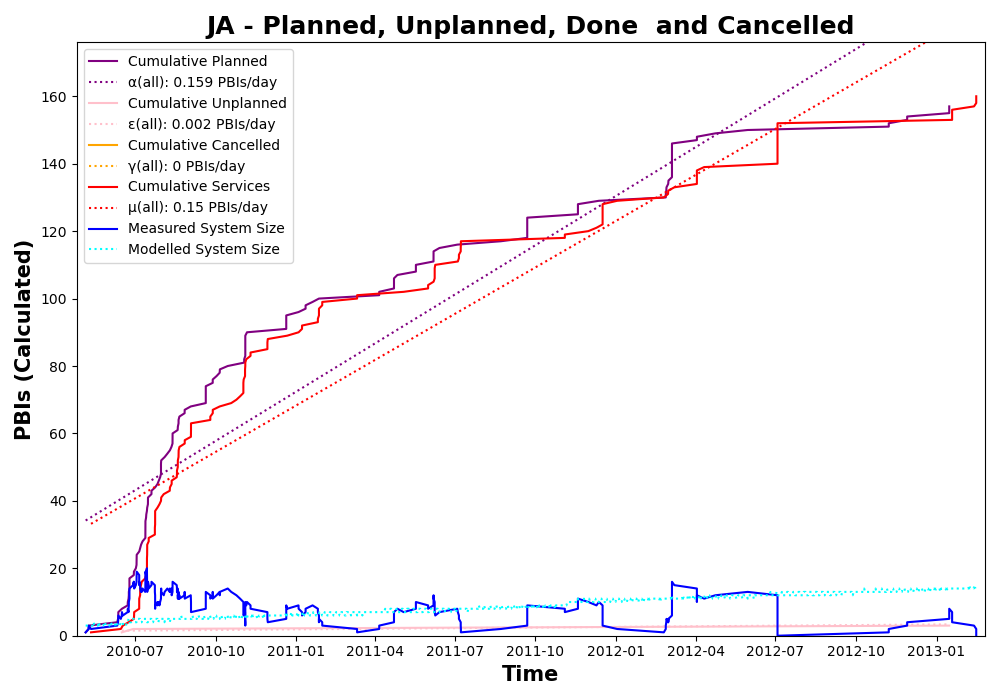 JA - Planned, Unplanned, Done  and Cancelled
Cumulative Planned
α(all): 0.159 PBIs/day
Cumulative Unplanned
ε(all): 0.002 PBIs/day
Cumulative Cancelled
γ(all): 0 PBIs/day
Cumulative Services
μ(all): 0.15 PBIs/day
Measured System Size
Modelled System Size
PBIs (Calculated)
160
140
120
100
80
60
40
20
0
2010-07 2010-10 2011-01 2011-04 2011-07 2011-10 2012-01 2012-04 2012-07 2012-10 2013-01
Time